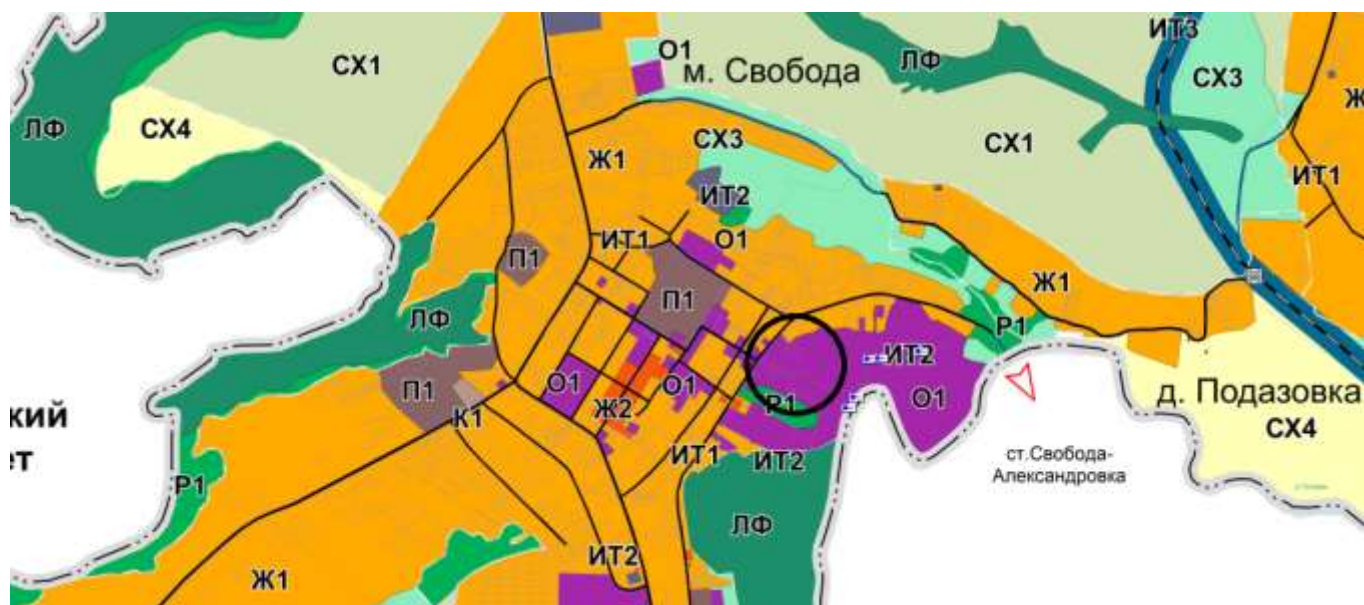 ИТ3
О1
м. Свобода
ЛФ
СХ1
СХ3
Ж
ЛФ
СХ4
СХ3
СХ1
Ж1
ИТ1
ИТ2
ИТ1
О1
П1
Ж1
П1
ЛФ
Р1
ИТ2
П1
О1
О1
О1
д. Подазовка
К1
Ж2
Р1
СХ4
кий
ет
ИТ1
ИТ2
ст.Свобода-
Александровка
Р1
ЛФ
ИТ2
Ж1